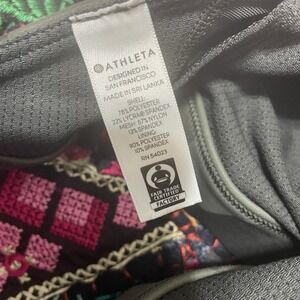 ATHLETA
DESIGNED IN
SAN FRANCISCO
MADE IN SRI LANKA
SHELL:
78% POLYESTER
22% LYCRA® SPANDEX
MESH: 87% NYLON
13% SPANDEX
LINING:
90% POLYESTER
10% SPANDEX
RN 54023
FAIR TRADE
CERTIFIED
FACTORY